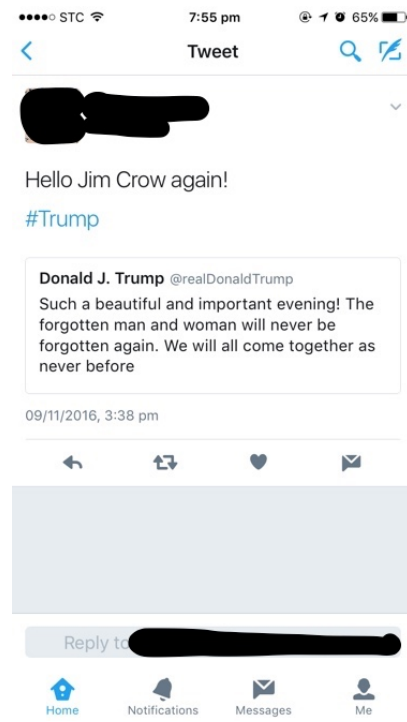 STC 7:55 pm 65%
Tweet
Hello Jim Crow again!
#Trump
Donald J. Trump @realDonaldTrump
Such a beautiful and important evening! The
forgotten man and woman will never be
forgotten again. We will all come together as
never before
09/11/2016, 3:38 pm
Reply to
Home Notifications Messages Me